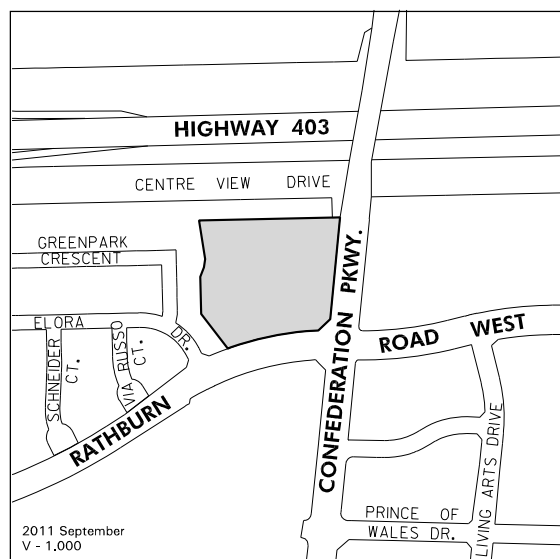 HIGHWAY 403
CENTRE VIEW DRIVE
GREENPARK
CRESCENT
ELORA
DR.
SCHNEIDER
CT.
VIA RUSSO
CT.
RATHBURN
ROAD WEST
CONFEDERATION PKWY.
LIVING ARTS DRIVE
PRINCE OF
WALES DR.
2011 September
V - 1.000